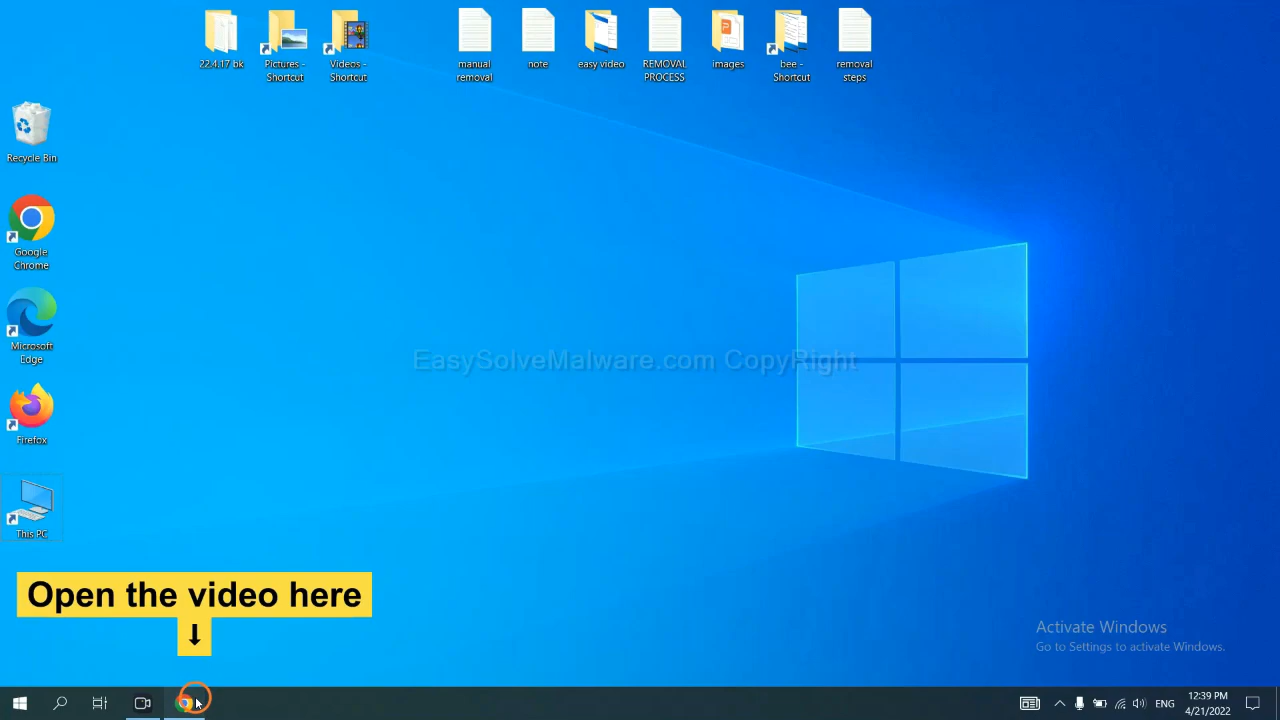 22.4.17 bk
Pictures -
Shortcut
Videos -
Shortcut
manual
removal
note
easy video
REMOVAL
PROCESS
images
bee -
Shortcut
removal
steps
Recycle Bin
Google
Chrome
Microsoft
Edge
Firefox
This PC
EasySolveMalware.com CopyRight
Open the video here
↓
Activate Windows
Go to Settings to activate Windows.
ENG
12:39 PM
4/21/2022